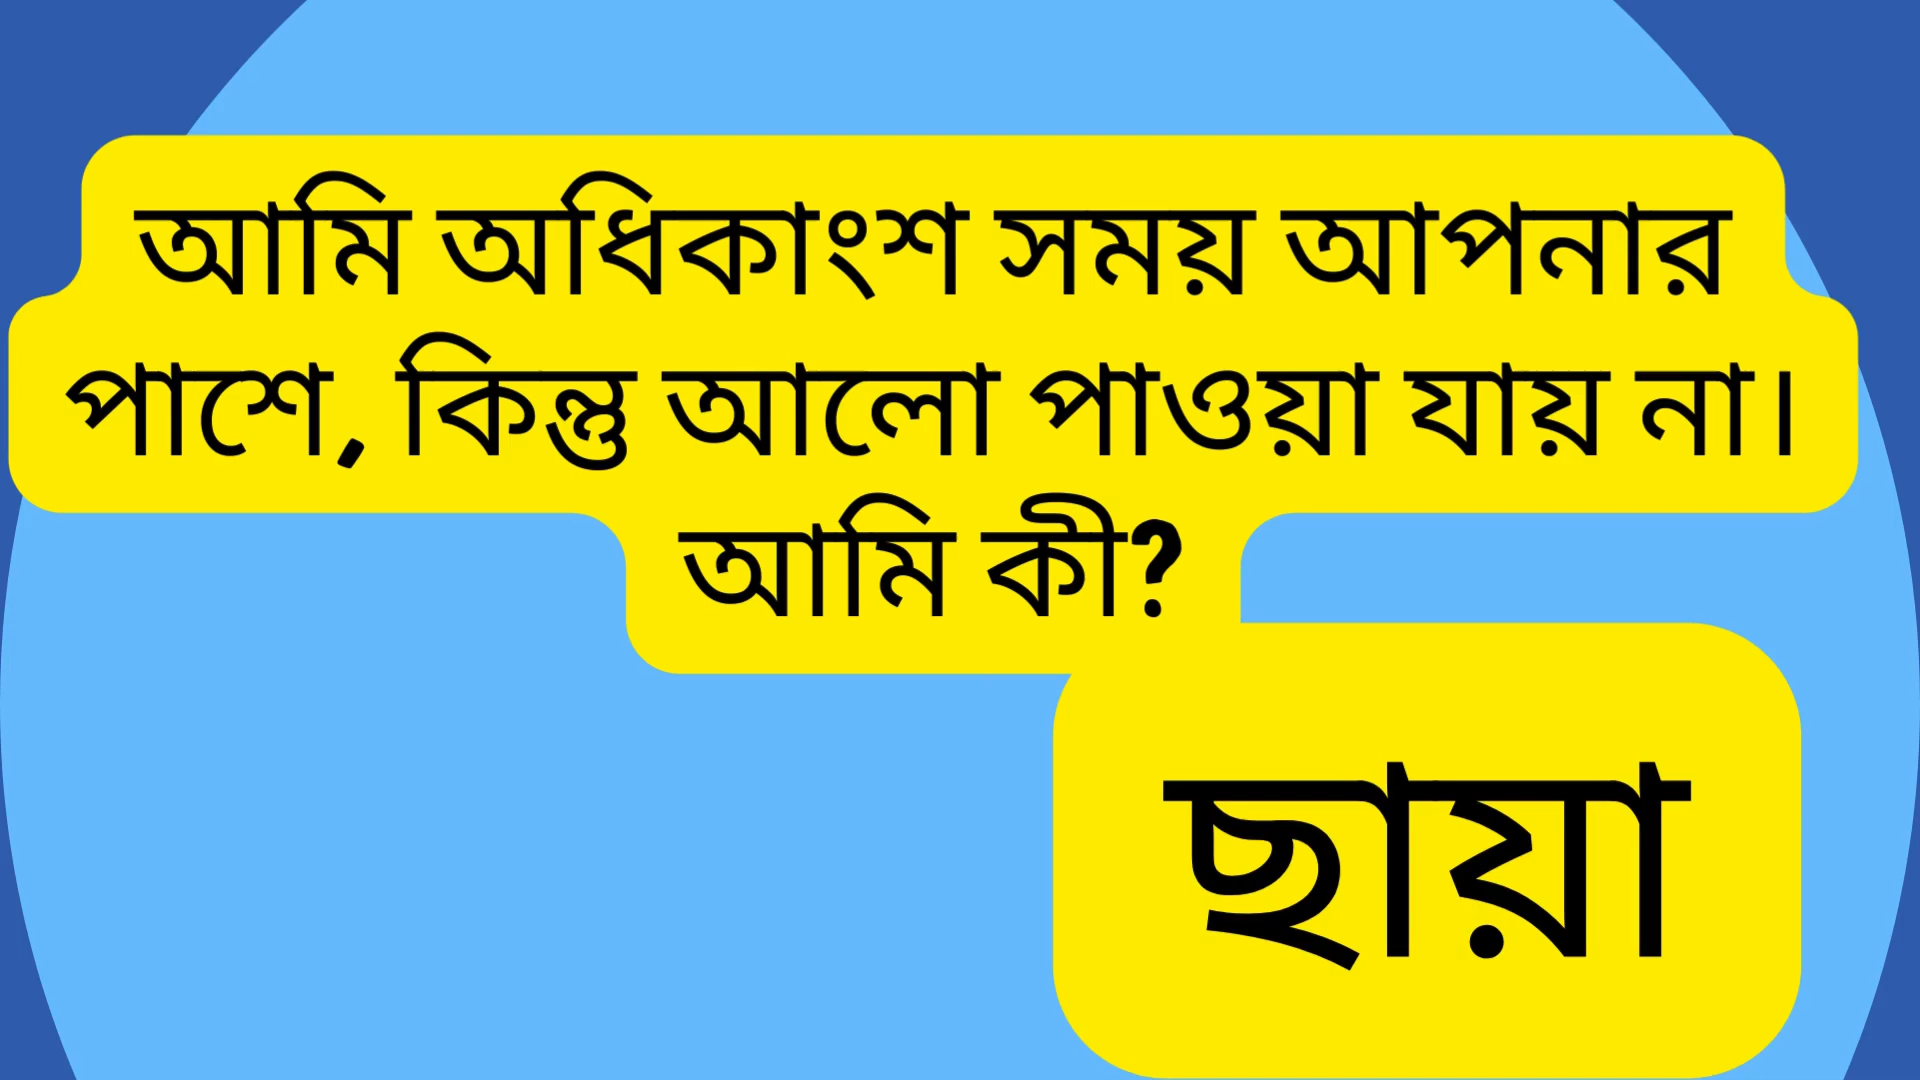 আমি অধিকাংশ সময় আপনার
পাশে, কিন্তু আলো পাওয়া যায় না।
আমি কী?
ছায়া